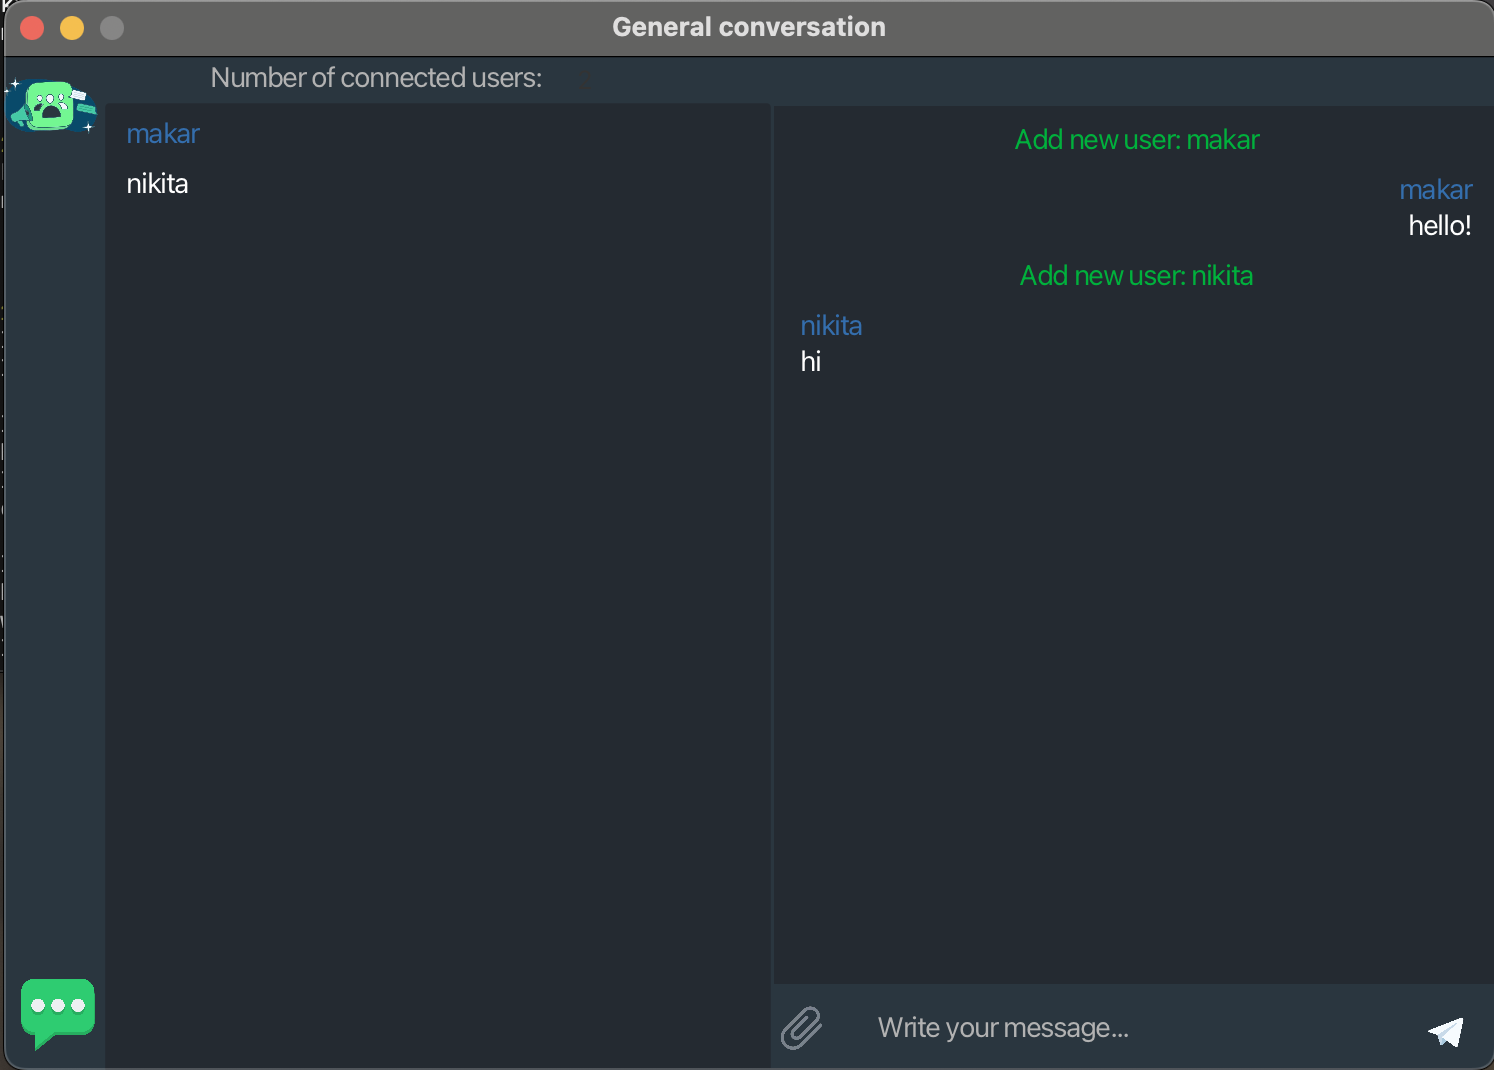 General conversation
Number of connected users:
makar
nikita
Add new user: makar
makar
hello!
Add new user: nikita
nikita
hi
Write your message...